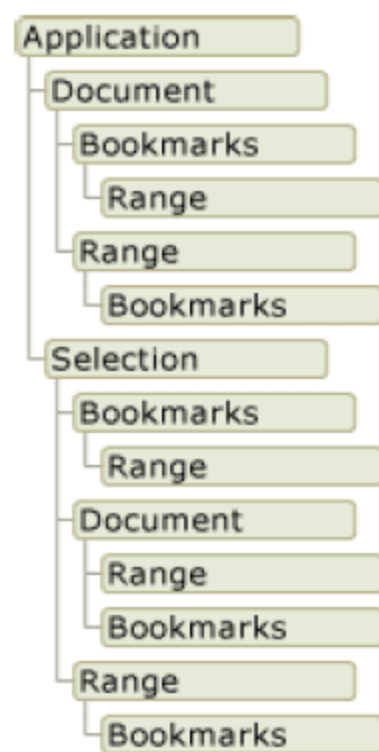 Application
Document
Bookmarks
Range
Range
Bookmarks
Selection
Bookmarks
Range
Document
Range
Bookmarks
Range
Bookmarks